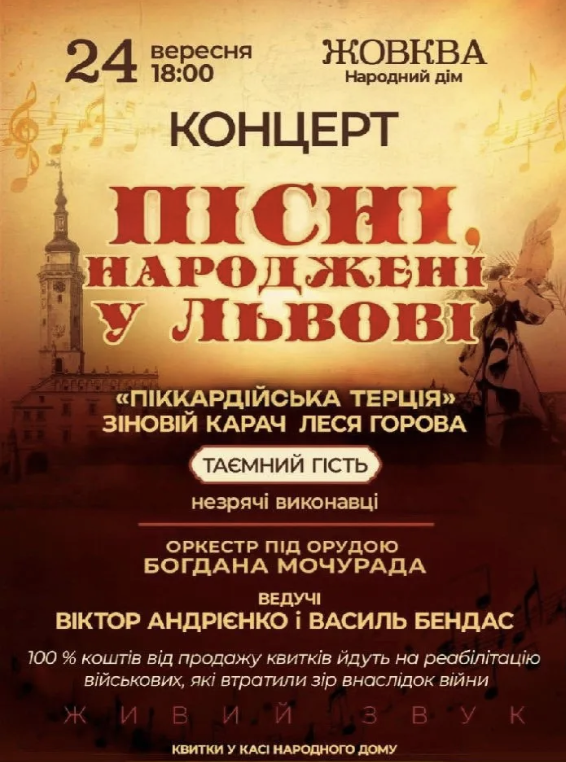 24 вересня
18:00
ЖОВКВА
Народний дім
КОНЦЕРТ
ПІСНІ,
НАРОДЖЕНІ
У ЛЬВОВІ
«ПІККАРДІЙСЬКА ТЕРЦІЯ»
ЗІНОВІЙ КАРАЧ ЛЕСЯ ГОРОВА
ТАЄМНИЙ ГІСТЬ
незрячі виконавці
ОРКЕСТР ПІД ОРУДОЮ
БОГДАНА МОЧУРАДА
ВЕДУЧІ
ВІКТОР АНДРІЄНКО і ВАСИЛЬ БЕНДАС
100 % коштів від продажу квитків йдуть на реабілітацію
військових, які втратили зір внаслідок війни
ЖИВИЙ ЗВУК
КВИТКИ У КАСІ НАРОДНОГО ДОМУ